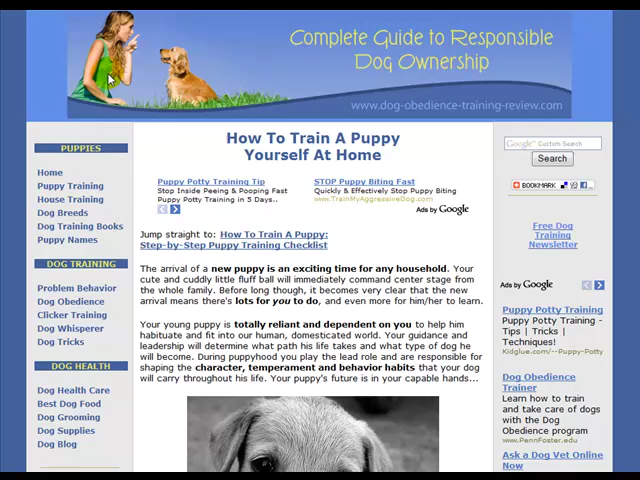 Complete Guide to Responsible
Dog Ownership
www.dog-obedience-training-review.com
PUPPIES
Home
Puppy Training
House Training
Dog Breeds
Dog Training Books
Puppy Names
DOG TRAINING
Problem Behavior
Dog Obedience
Clicker Training
Dog Whisperer
Dog Tricks
DOG HEALTH
Dog Health Care
Best Dog Food
Dog Grooming
Dog Supplies
Dog Blog
How To Train A Puppy
Yourself At Home
Puppy Potty Training Tip
Stop Inside Peeing & Pooping Fast
Puppy Potty Training in 5 Days..
STOP Puppy Biting Fast
Quickly & Effectively Stop Puppy Biting
www.TrainMyAggressiveDog.com
Ads by Google
Jump straight to: How To Train A Puppy:
Step-by-Step Puppy Training Checklist
The arrival of a new puppy is an exciting time for any household. Your
cute and cuddly little fluff ball will immediately command center stage from
the whole family. Before long though, it becomes very clear that the new
arrival means there's lots for you to do, and even more for him/her to learn.
Your young puppy is totally reliant and dependent on you to help him
habituate and fit into our human, domesticated world. Your guidance and
leadership will determine what path his life takes and what type of dog he
will become. During puppyhood you play the lead role and are responsible for
shaping the character, temperament and behavior habits that your dog
will carry throughout his life. Your puppy's future is in your capable hands...
Google Custom Search
Search
BOOKMARK
Free Dog
Training
Newsletter
Ads by Google
Puppy Potty Training
Puppy Potty Training -
Tips | Tricks |
Techniques!
Kidglue.com/--Puppy-Potty
Dog Obedience
Trainer
Learn how to train
and take care of dogs
with the Dog
Obedience program
www.PennFoster.edu
Ask a Dog Vet Online
Now